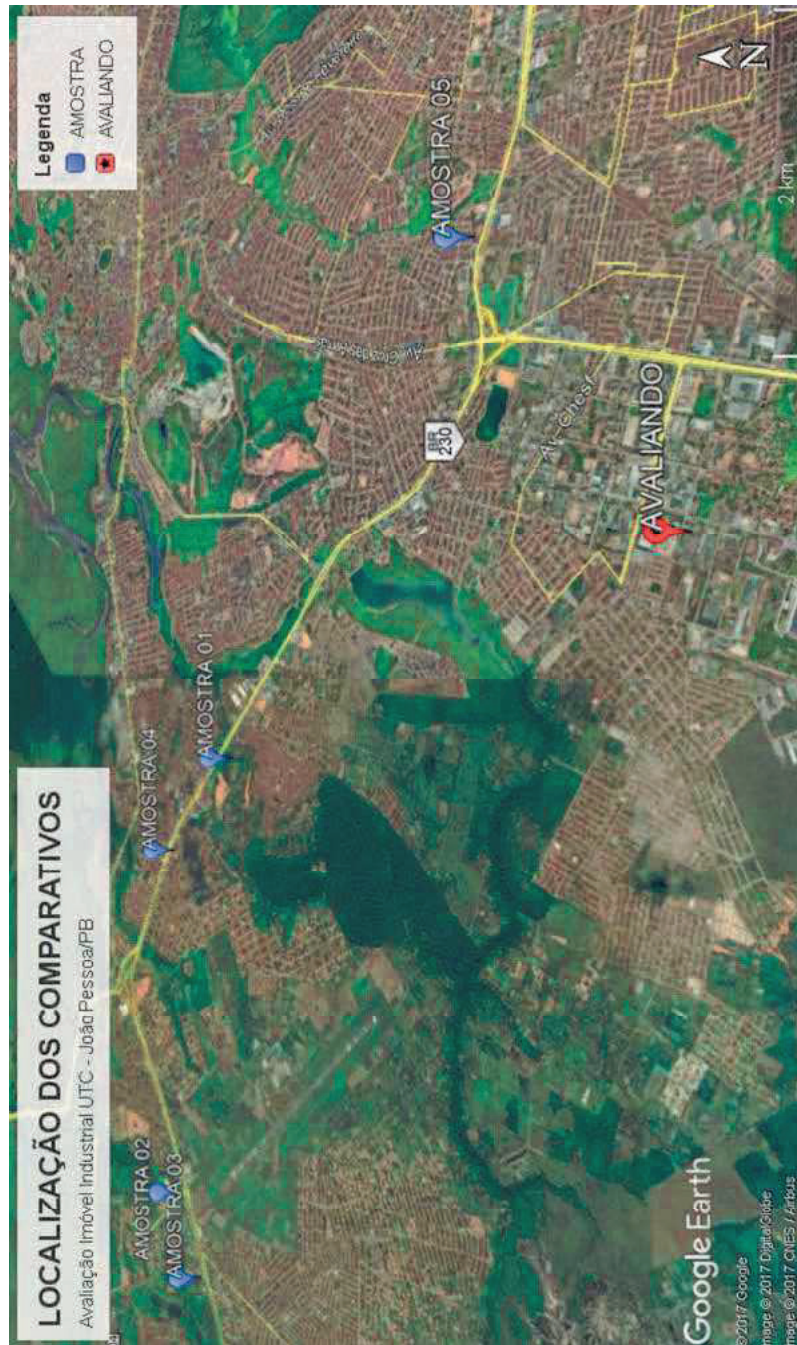 LOCALIZAÇÃO DOS COMPARATIVOS
Avaliação Imóvel Industrial UTC - João Pessoa/PB
Legenda
AMOSTRA
AVALIANDO
AMOSTRA 02
AMOSTRA 03
AMOSTRA 04
AMOSTRA 01
AMOSTRA 05
BR
230
Av. Chesf
AVALIANDO
N
2 km
Google Earth
©2017 Google
mage © 2017 DigitalGlobe
mage © 2017 CNES / Airbus